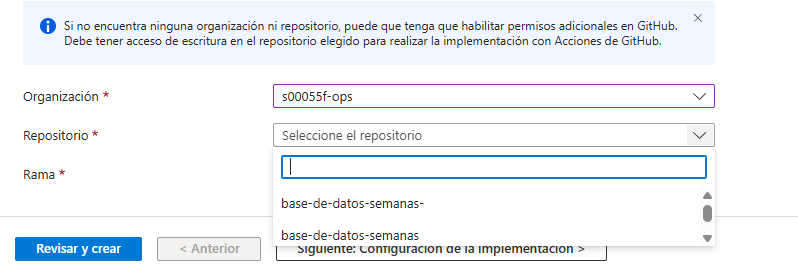 Si no encuentra ninguna organización ni repositorio, puede que tenga que habilitar permisos adicionales en GitHub.
Debe tener acceso de escritura en el repositorio elegido para realizar la implementación con Acciones de GitHub.
Organización *
s00055f-ops
Repositorio *
Seleccione el repositorio
Rama *
base-de-datos-semanas-
base-de-datos-semanas
Revisar y crear
< Anterior
Siguiente: Configuración de la implementación >